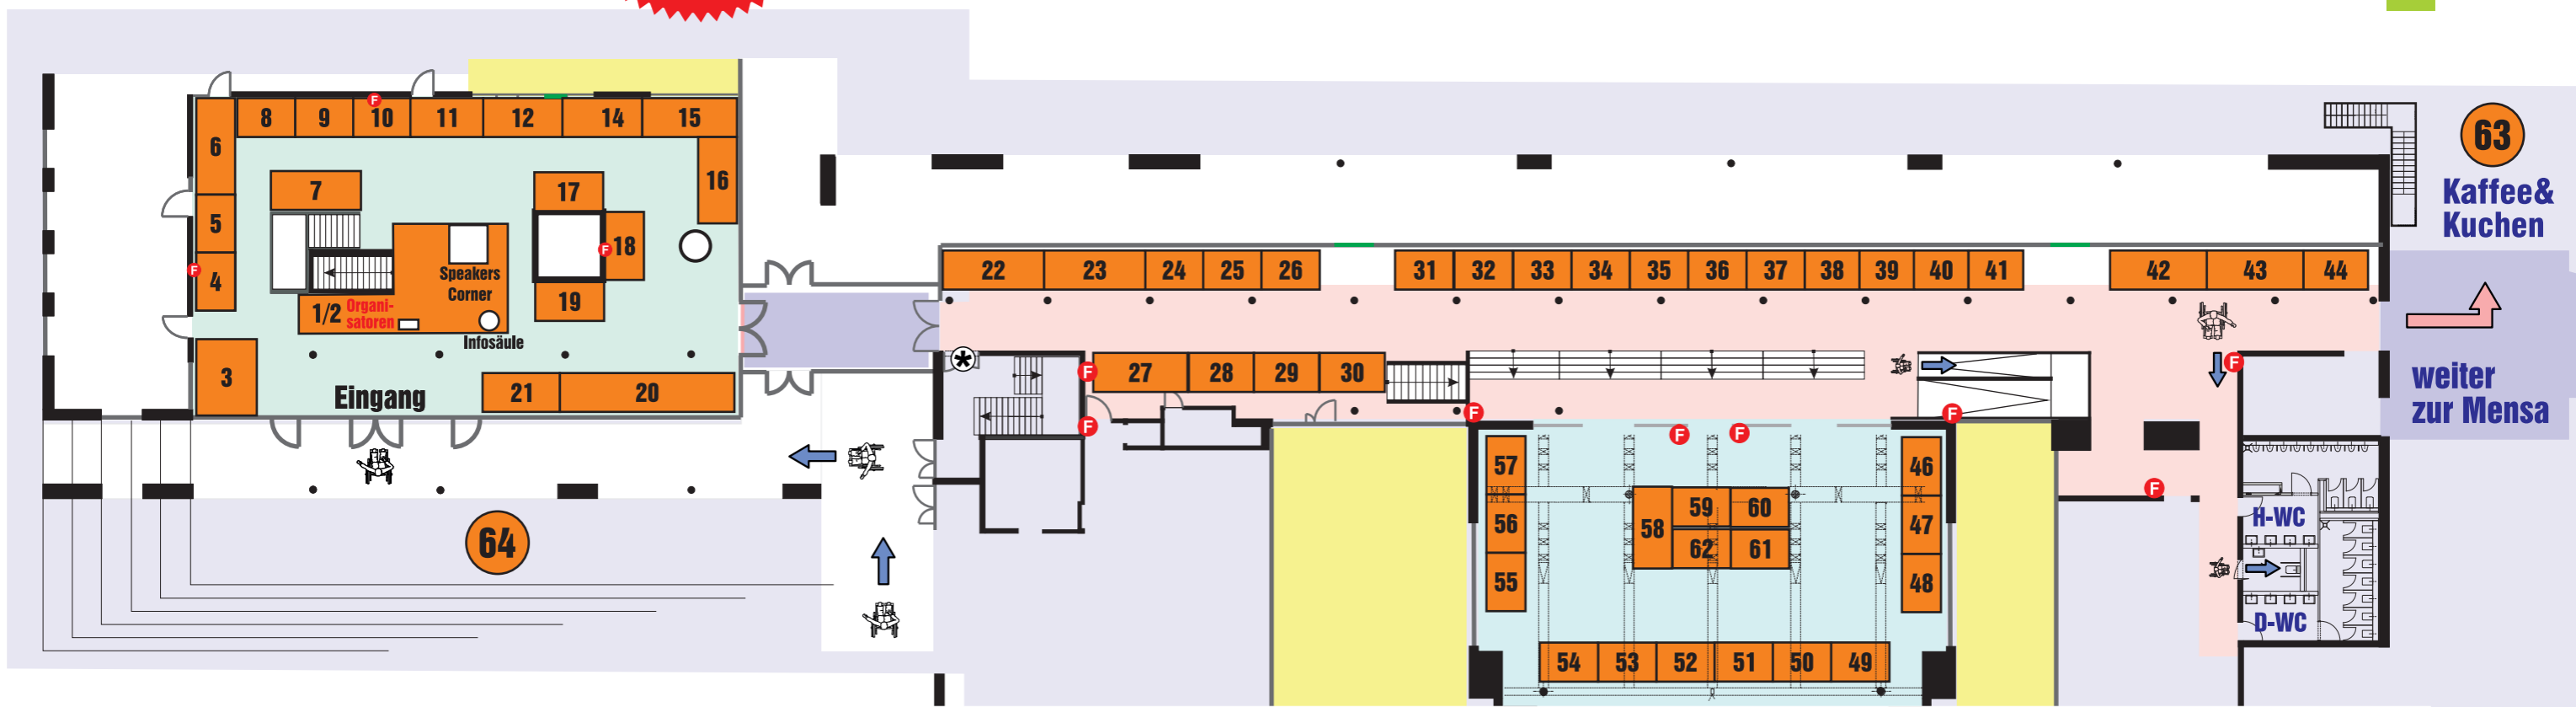 63
Kaffee&
Kuchen
8 9 10 11 12 14 15
F
6
16
7
17
5
18
F
Speakers
Corner
4
F
19
1/2 Organi-
satoren
Infosäule
3
Eingang
21 20
22 23 24 25 26 31 32 33 34 35 36 37 38 39 40 41 42 43 44
*
F
27 28 29 30
F
F
F
F
weiter
zur Mensa
F F
57
46
F
59 60
58
56
47
H-WC
62 61
55
48
D-WC
54 53 52 51 50 49
64